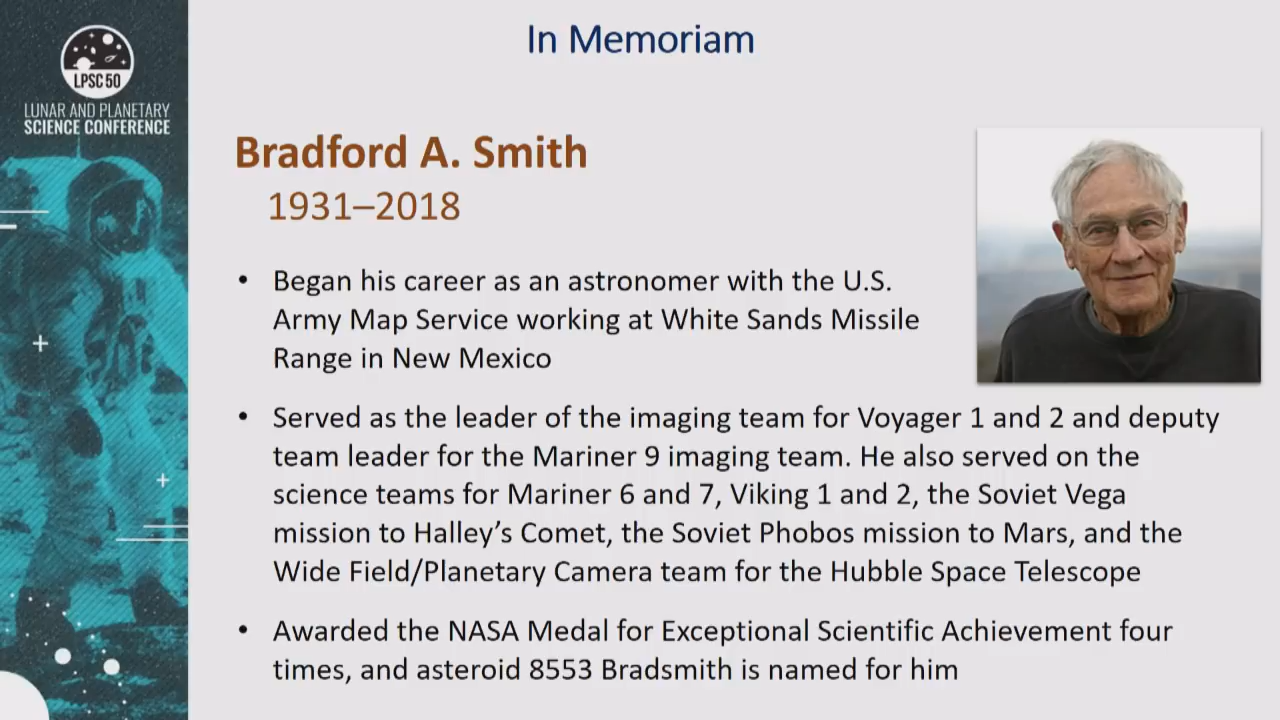 In Memoriam
LPSC 50
LUNAR AND PLANETARY
SCIENCE CONFERENCE
Bradford A. Smith
1931–2018
• Began his career as an astronomer with the U.S.
Army Map Service working at White Sands Missile
Range in New Mexico
• Served as the leader of the imaging team for Voyager 1 and 2 and deputy
team leader for the Mariner 9 imaging team. He also served on the
science teams for Mariner 6 and 7, Viking 1 and 2, the Soviet Vega
mission to Halley’s Comet, the Soviet Phobos mission to Mars, and the
Wide Field/Planetary Camera team for the Hubble Space Telescope
• Awarded the NASA Medal for Exceptional Scientific Achievement four
times, and asteroid 8553 Bradsmith is named for him